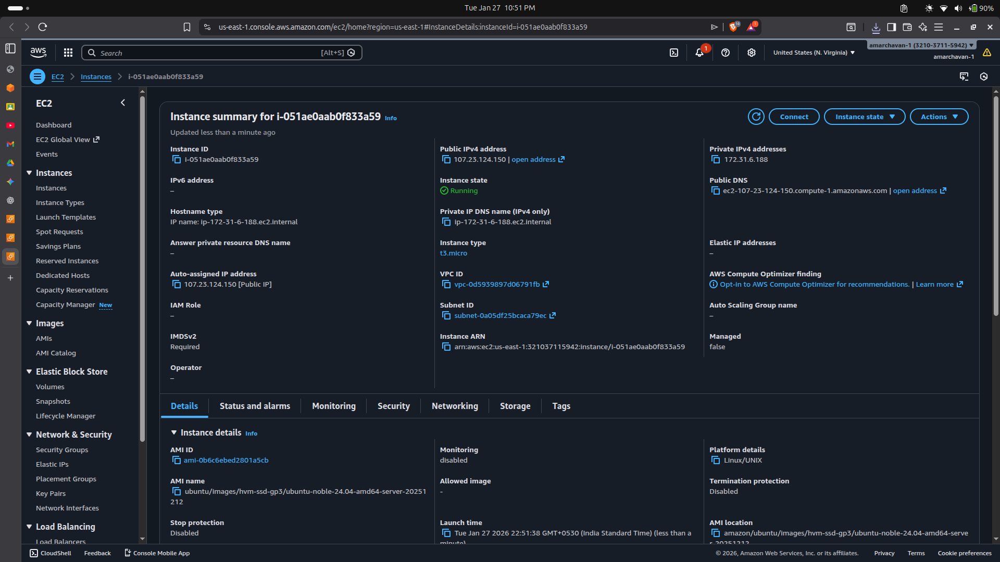 Tue Jan 27 10:51 PM
90%
us-east-1.console.aws.amazon.com/ec2/home?region=us-east-1#InstanceDetails:instanceId=i-051ae0aab0f833a59
16
1
aws
Search
[Alt+S]
1
United States (N. Virginia)
amarchavan-1 (3210-3711-5942)
amarchavan-1
EC2
Instances
i-051ae0aab0f833a59
EC2
Dashboard
EC2 Global View
Events
Instances
Instances
Instance Types
Launch Templates
Spot Requests
Savings Plans
Reserved Instances
Dedicated Hosts
Capacity Reservations
Capacity Manager New
Images
AMIs
AMI Catalog
Elastic Block Store
Volumes
Snapshots
Lifecycle Manager
Network & Security
Security Groups
Elastic IPs
Placement Groups
Key Pairs
Network Interfaces
Load Balancing
Load Balancers
Instance summary for i-051ae0aab0f833a59 Info
Updated less than a minute ago
Connect
Instance state
Actions
Instance ID
i-051ae0aab0f833a59
Public IPv4 address
107.23.124.150 | open address
Private IPv4 addresses
172.31.6.188
IPv6 address
–
Instance state
Running
Public DNS
ec2-107-23-124-150.compute-1.amazonaws.com | open address
Hostname type
IP name: ip-172-31-6-188.ec2.internal
Private IP DNS name (IPv4 only)
ip-172-31-6-188.ec2.internal
Answer private resource DNS name
–
Instance type
t3.micro
Elastic IP addresses
–
Auto-assigned IP address
107.23.124.150 [Public IP]
VPC ID
vpc-0d5939897d06791fb
AWS Compute Optimizer finding
Opt-in to AWS Compute Optimizer for recommendations. | Learn more
IAM Role
–
Subnet ID
subnet-0a05df25bcaca79ec
Auto Scaling Group name
–
IMDSv2
Required
Instance ARN
arn:aws:ec2:us-east-1:321037115942:instance/i-051ae0aab0f833a59
Managed
false
Operator
–
Details
Status and alarms
Monitoring
Security
Networking
Storage
Tags
Instance details Info
AMI ID
ami-0b6c6ebed2801a5cb
Monitoring
disabled
Platform details
Linux/UNIX
AMI name
ubuntu/images/hvm-ssd-gp3/ubuntu-noble-24.04-amd64-server-20251
212
Allowed image
-
Termination protection
Disabled
Stop protection
Disabled
Launch time
Tue Jan 27 2026 22:51:38 GMT+0530 (India Standard Time) (less than a
minute)
AMI location
amazon/ubuntu/images/hvm-ssd-gp3/ubuntu-noble-24.04-amd64-serve
r-20251212
CloudShell
Feedback
Console Mobile App
© 2026, Amazon Web Services, Inc. or its affiliates.
Privacy
Terms
Cookie preferences